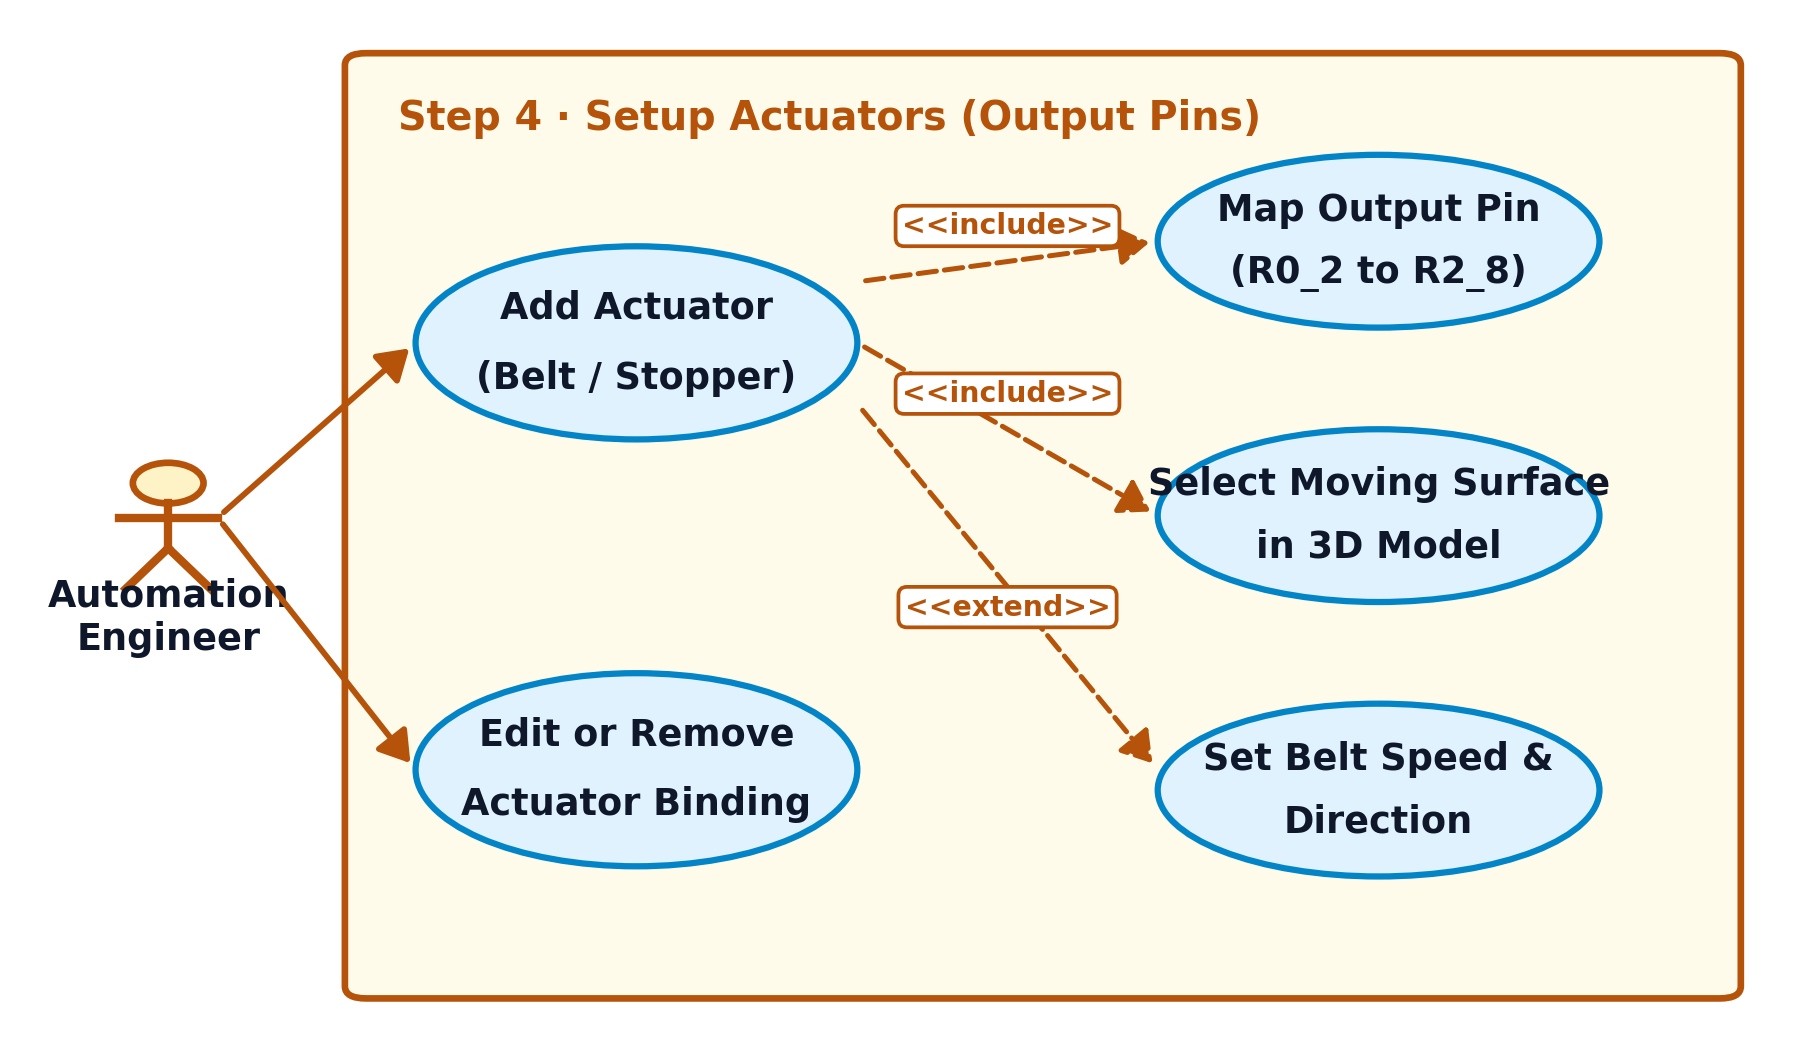 Step 4 · Setup Actuators (Output Pins)
<<include>>
Map Output Pin
(R0_2 to R2_8)
Add Actuator
(Belt / Stopper)
<<include>>
Select Moving Surface
in 3D Model
Automation
Engineer
<<extend>>
Edit or Remove
Actuator Binding
Set Belt Speed &
Direction